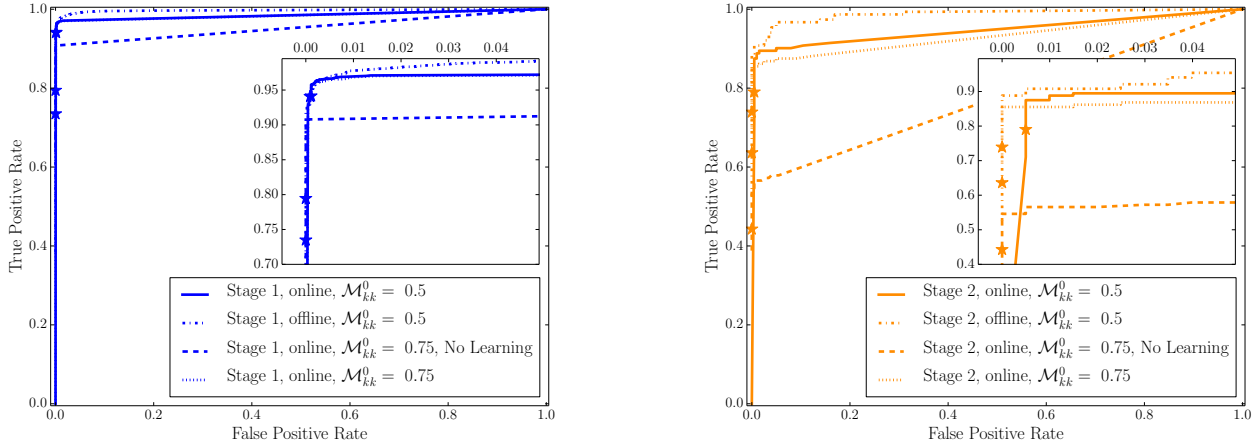 1.0
0.8
0.6
0.4
0.2
0.0
True Positive Rate
0.00 0.01 0.02 0.03 0.04
0.95
0.90
0.85
0.80
0.75
0.70
Stage 1, online, $\mathcal{M}^0_{kk}$ = 0.5
Stage 1, offline, $\mathcal{M}^0_{kk}$ = 0.5
Stage 1, online, $\mathcal{M}^0_{kk}$ = 0.75, No Learning
Stage 1, online, $\mathcal{M}^0_{kk}$ = 0.75
0.0 0.2 0.4 0.6 0.8 1.0
False Positive Rate
1.0
0.8
0.6
0.4
0.2
0.0
True Positive Rate
0.00 0.01 0.02 0.03 0.04
0.9
0.8
0.7
0.6
0.5
0.4
Stage 2, online, $\mathcal{M}^0_{kk}$ = 0.5
Stage 2, offline, $\mathcal{M}^0_{kk}$ = 0.5
Stage 2, online, $\mathcal{M}^0_{kk}$ = 0.75, No Learning
Stage 2, online, $\mathcal{M}^0_{kk}$ = 0.75
0.0 0.2 0.4 0.6 0.8 1.0
False Positive Rate